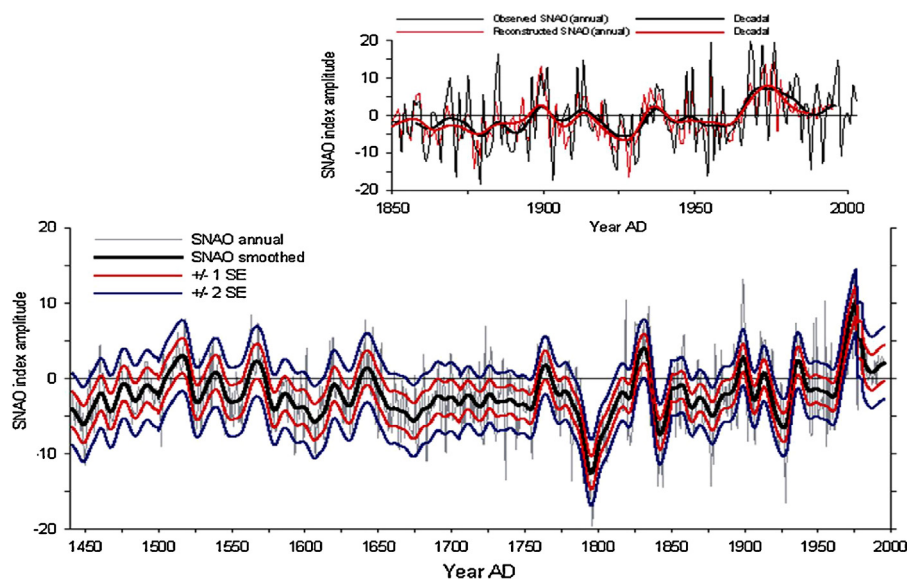 Observed SNAO (annual) Decadal
Reconstructed SNAO (annual) Decadal
20
10
0
-10
-20
SNAO index amplitude
1850 1900 1950 2000
Year AD
SNAO annual
SNAO smoothed
+/- 1 SE
+/- 2 SE
20
10
0
-10
-20
SNAO index amplitude
1450 1500 1550 1600 1650 1700 1750 1800 1850 1900 1950 2000
Year AD